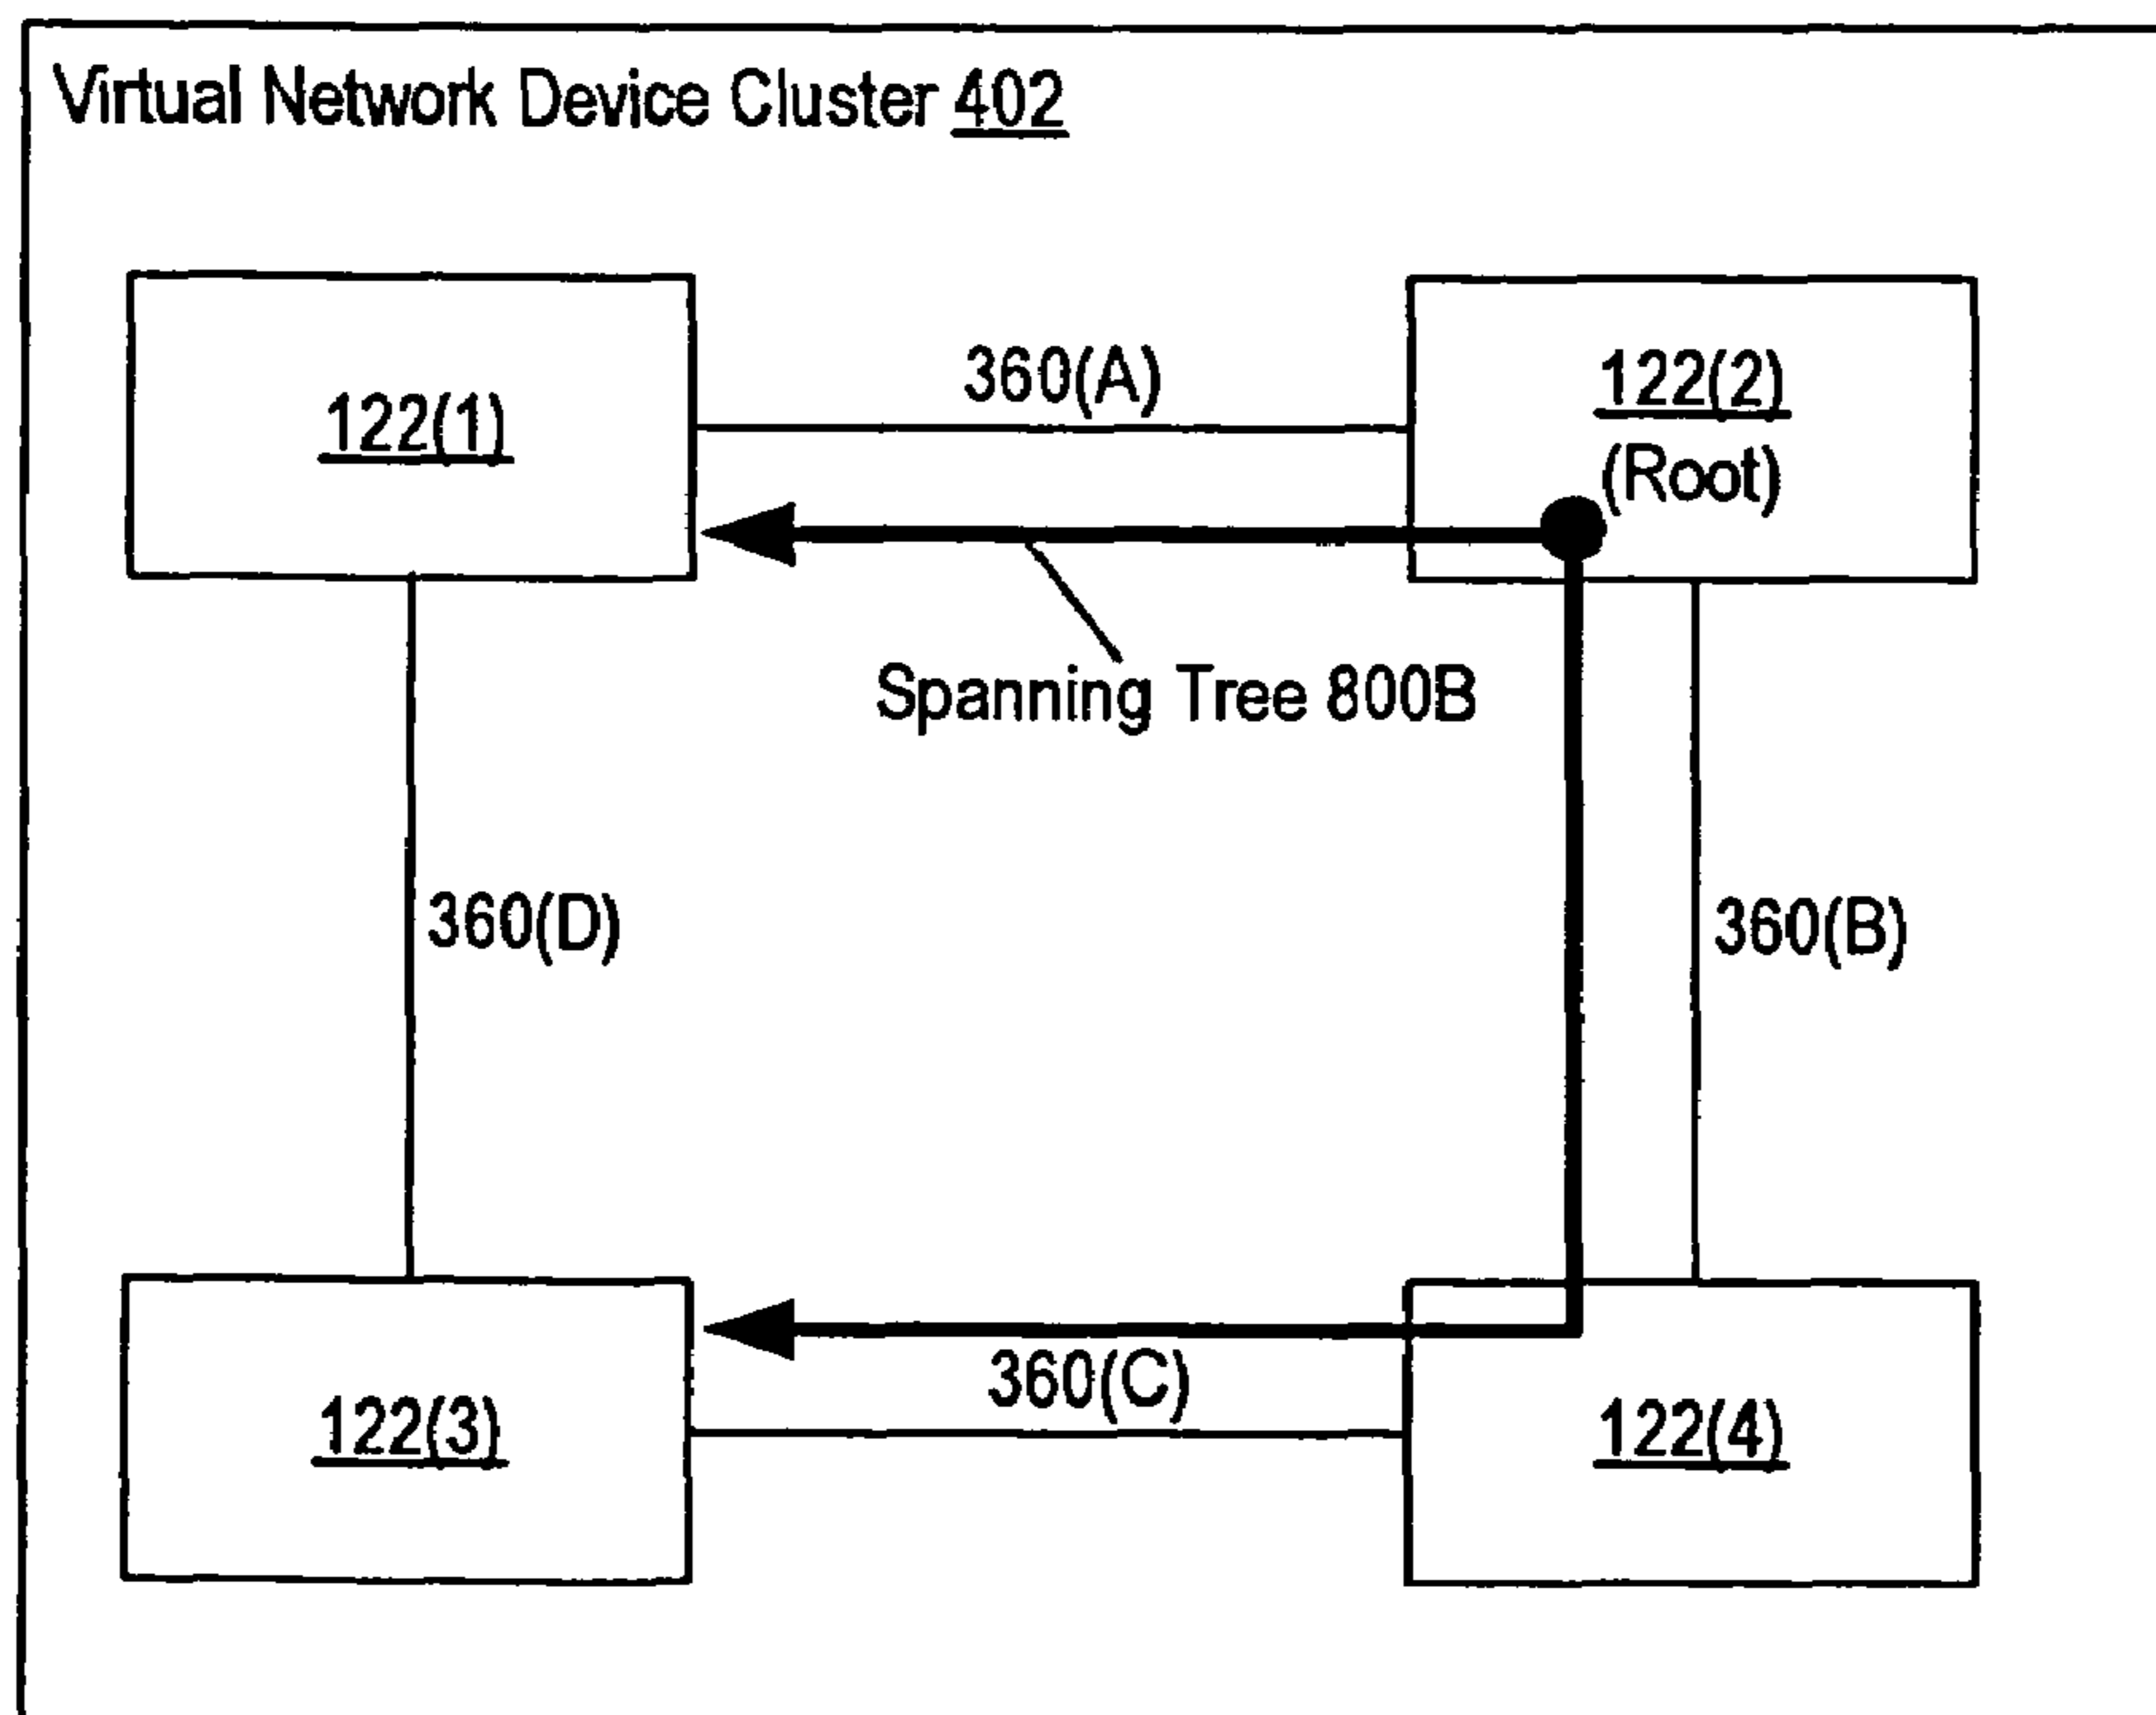 Virtual Network Device Cluster 402
122(1)
360(A)
122(2)
(Root)
Spanning Tree 800B
360(D)
360(B)
122(3)
360(C)
122(4)